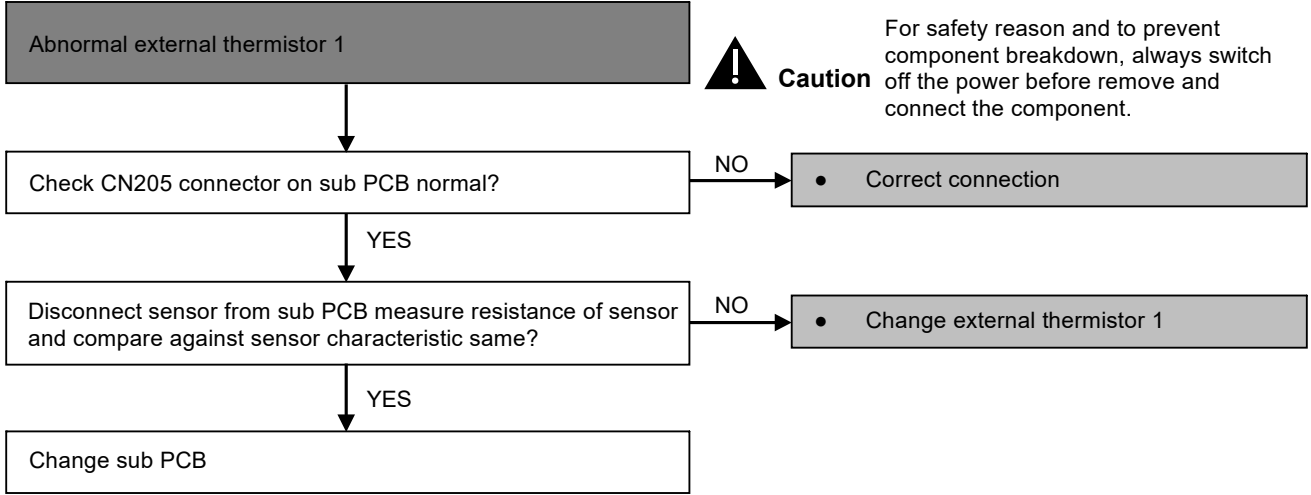 Abnormal external thermistor 1
Caution
For safety reason and to prevent
component breakdown, always switch
off the power before remove and
connect the component.
Check CN205 connector on sub PCB normal?
NO
● Correct connection
YES
Disconnect sensor from sub PCB measure resistance of sensor
and compare against sensor characteristic same?
NO
● Change external thermistor 1
YES
Change sub PCB